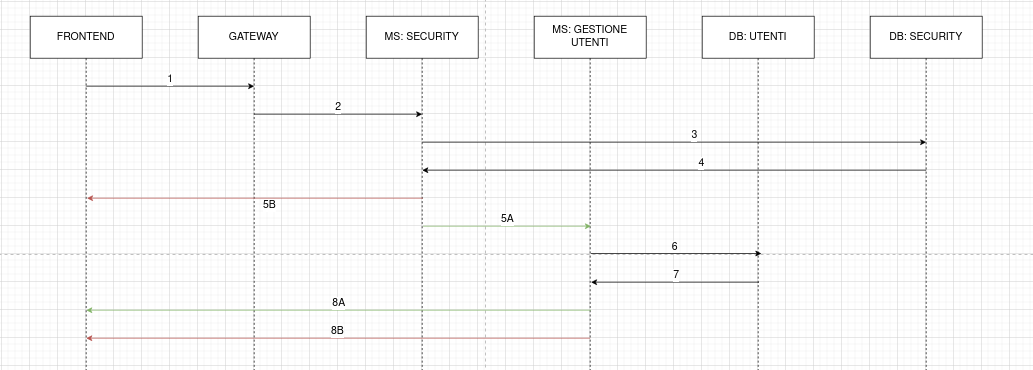 FRONTEND
GATEWAY
MS: SECURITY
MS: GESTIONE
UTENTI
DB: UTENTI
DB: SECURITY
1
2
3
4
5B
5A
6
7
8A
8B